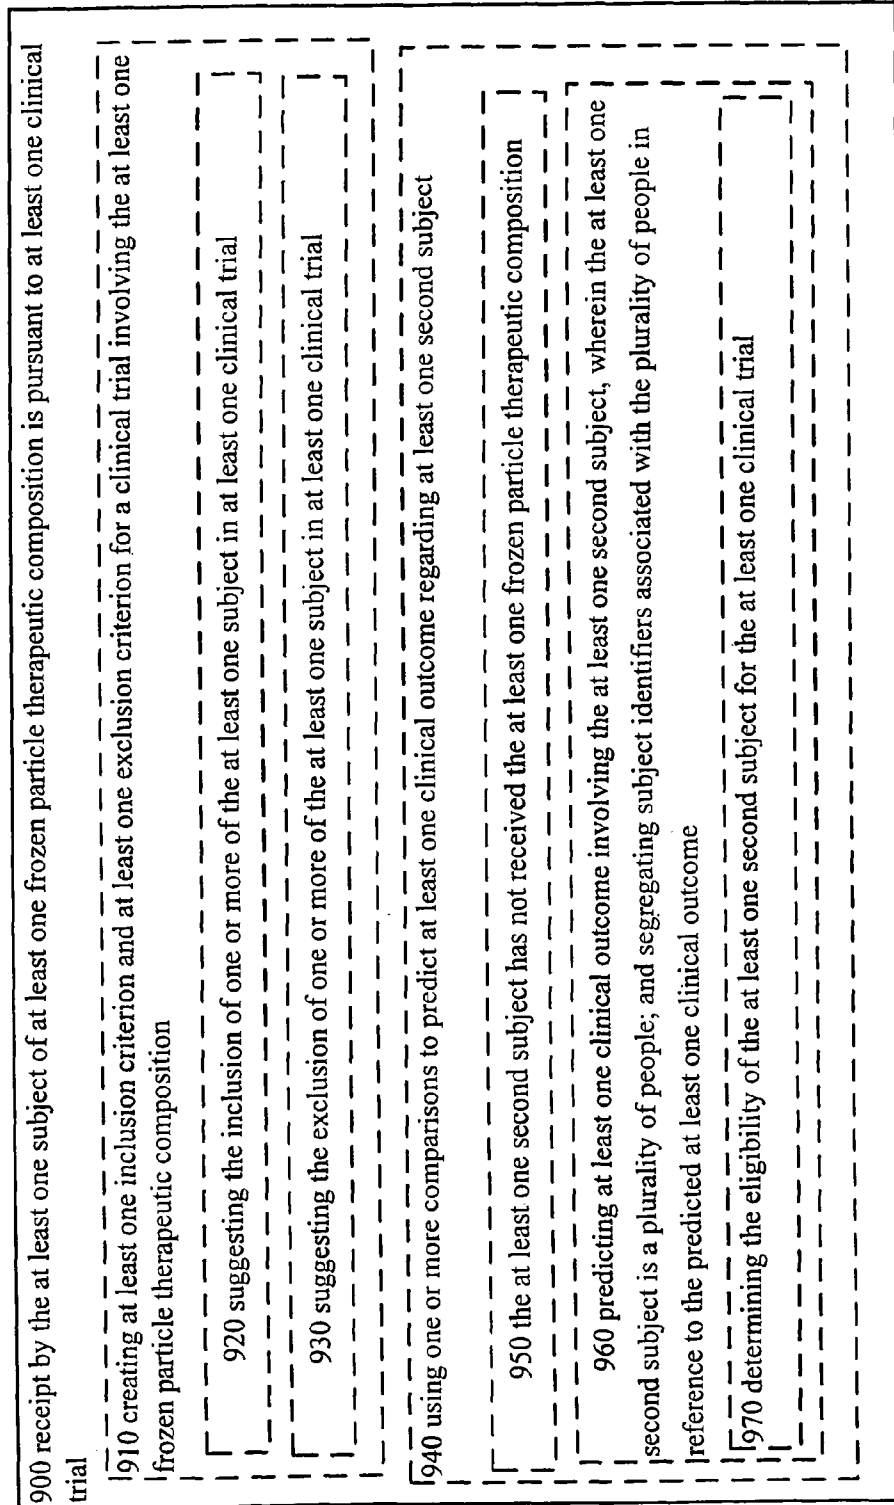 900 receipt by the at least one subject of at least one frozen particle therapeutic composition is pursuant to at least one clinical
trial
910 creating at least one inclusion criterion and at least one exclusion criterion for a clinical trial involving the at least one
frozen particle therapeutic composition
920 suggesting the inclusion of one or more of the at least one subject in at least one clinical trial
930 suggesting the exclusion of one or more of the at least one subject in at least one clinical trial
940 using one or more comparisons to predict at least one clinical outcome regarding at least one second subject
950 the at least one second subject has not received the at least one frozen particle therapeutic composition
960 predicting at least one clinical outcome involving the at least one second subject, wherein the at least one
second subject is a plurality of people; and segregating subject identifiers associated with the plurality of people in
reference to the predicted at least one clinical outcome
970 determining the eligibility of the at least one second subject for the at least one clinical trial